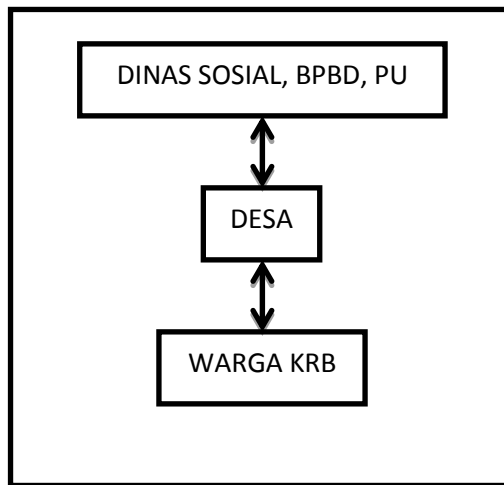 DINAS SOSIAL, BPBD, PU
DESA
WARGA KRB